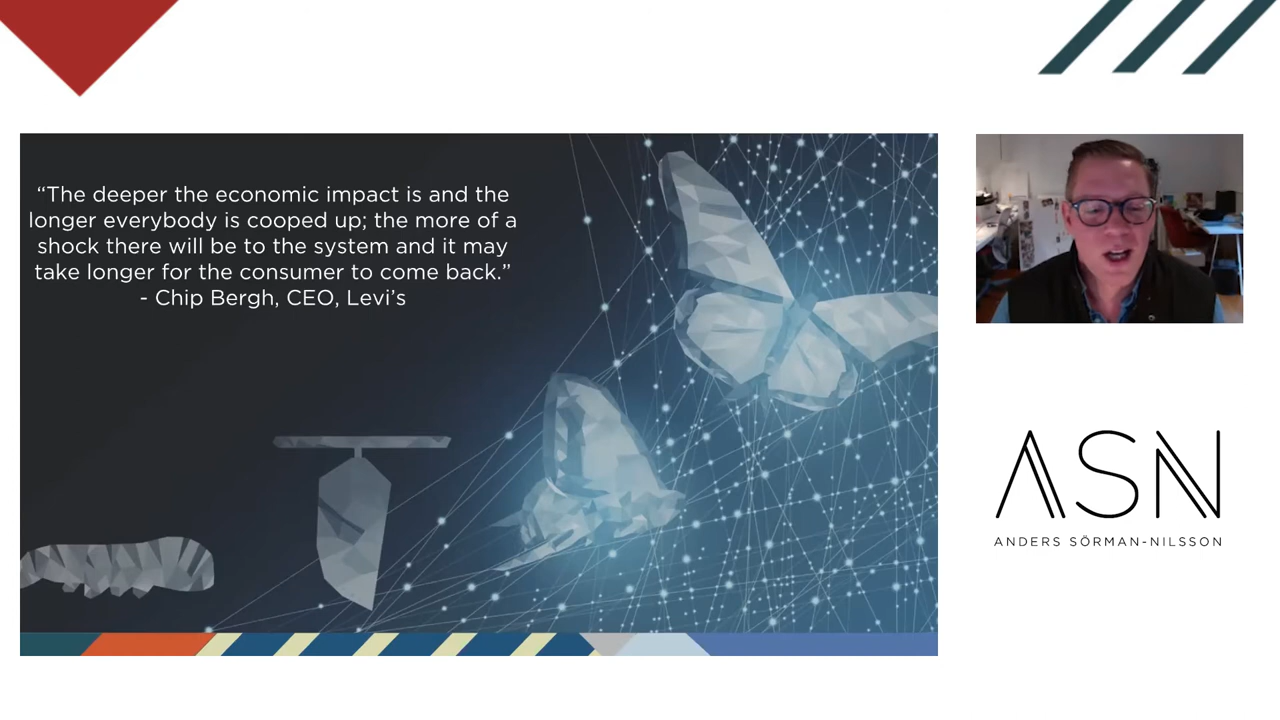 “The deeper the economic impact is and the
longer everybody is cooped up; the more of a
shock there will be to the system and it may
take longer for the consumer to come back.”
- Chip Bergh, CEO, Levi’s
ASN
ANDERS SÖRMAN-NILSSON